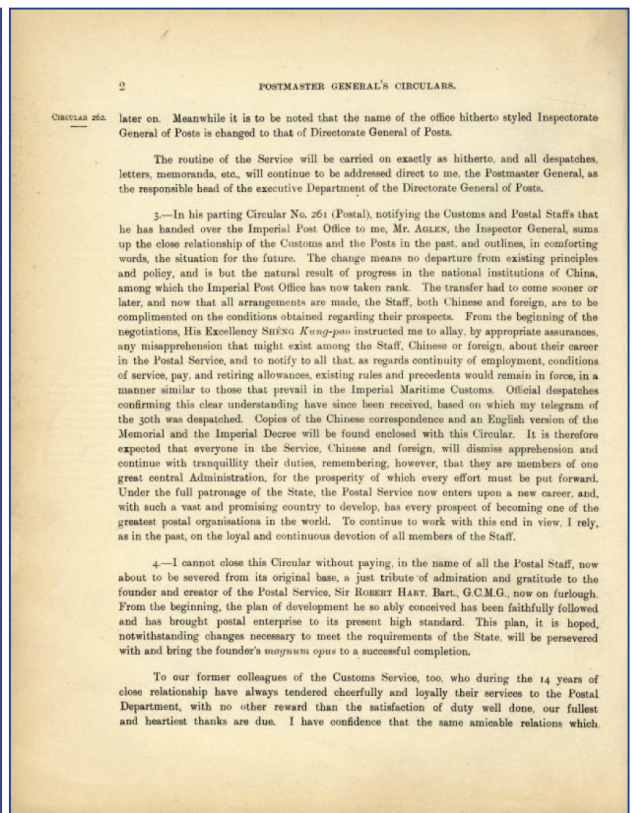 2
POSTMASTER GENERAL'S CIRCULARS.
CIRCULAR 262.
later on. Meanwhile it is to be noted that the name of the office hitherto styled Inspectorate
General of Posts is changed to that of Directorate General of Posts.
The routine of the Service will be carried on exactly as hitherto, and all despatches,
letters, memoranda, etc., will continue to be addressed direct to me, the Postmaster General, as
the responsible head of the executive Department of the Directorate General of Posts.
3.—In his parting Circular No. 261 (Postal), notifying the Customs and Postal Staffs that
he has handed over the Imperial Post Office to me, Mr. AGLEN, the Inspector General, sums
up the close relationship of the Customs and the Posts in the past, and outlines, in comforting
words, the situation for the future. The change means no departure from existing principles
and policy, and is but the natural result of progress in the national institutions of China,
among which the Imperial Post Office has now taken rank. The transfer had to come sooner or
later, and now that all arrangements are made, the Staff, both Chinese and foreign, are to be
complimented on the conditions obtained regarding their prospects. From the beginning of the
negotiations, His Excellency SHÊNG Kung-pao instructed me to allay, by appropriate assurances,
any misapprehension that might exist among the Staff, Chinese or foreign, about their career
in the Postal Service, and to notify to all that, as regards continuity of employment, conditions
of service, pay, and retiring allowances, existing rules and precedents would remain in force, in a
manner similar to those that prevail in the Imperial Maritime Customs. Official despatches
confirming this clear understanding have since been received, based on which my telegram of
the 30th was despatched. Copies of the Chinese correspondence and an English version of the
Memorial and the Imperial Decree will be found enclosed with this Circular. It is therefore
expected that everyone in the Service, Chinese and foreign, will dismiss apprehension and
continue with tranquillity their duties, remembering, however, that they are members of one
great central Administration, for the prosperity of which every effort must be put forward.
Under the full patronage of the State, the Postal Service now enters upon a new career, and,
with such a vast and promising country to develop, has every prospect of becoming one of the
greatest postal organisations in the world. To continue to work with this end in view, I rely,
as in the past, on the loyal and continuous devotion of all members of the Staff.
4.—I cannot close this Circular without paying, in the name of all the Postal Staff, now
about to be severed from its original base, a just tribute of admiration and gratitude to the
founder and creator of the Postal Service, Sir ROBERT HART, Bart., G.C.M.G., now on furlough.
From the beginning, the plan of development he so ably conceived has been faithfully followed
and has brought postal enterprise to its present high standard. This plan, it is hoped,
notwithstanding changes necessary to meet the requirements of the State, will be persevered
with and bring the founder's magnum opus to a successful completion.
To our former colleagues of the Customs Service, too, who during the 14 years of
close relationship have always tendered cheerfully and loyally their services to the Postal
Department, with no other reward than the satisfaction of duty well done, our fullest
and heartiest thanks are due. I have confidence that the same amicable relations which